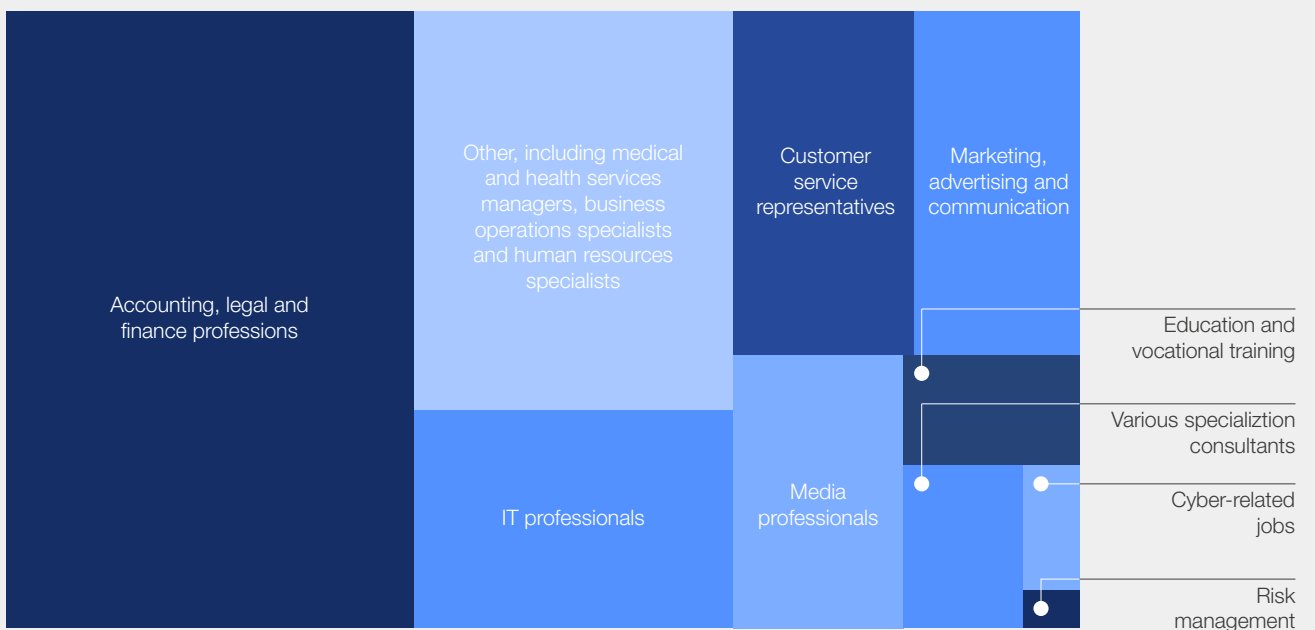 Accounting, legal and
finance professions
Other, including medical
and health services
managers, business
operations specialists
and human resources
specialists
IT professionals
Customer
service
representatives
Marketing,
advertising and
communication
Media
professionals
Education and
vocational training
Various specializtion
consultants
Cyber-related
jobs
Risk
management